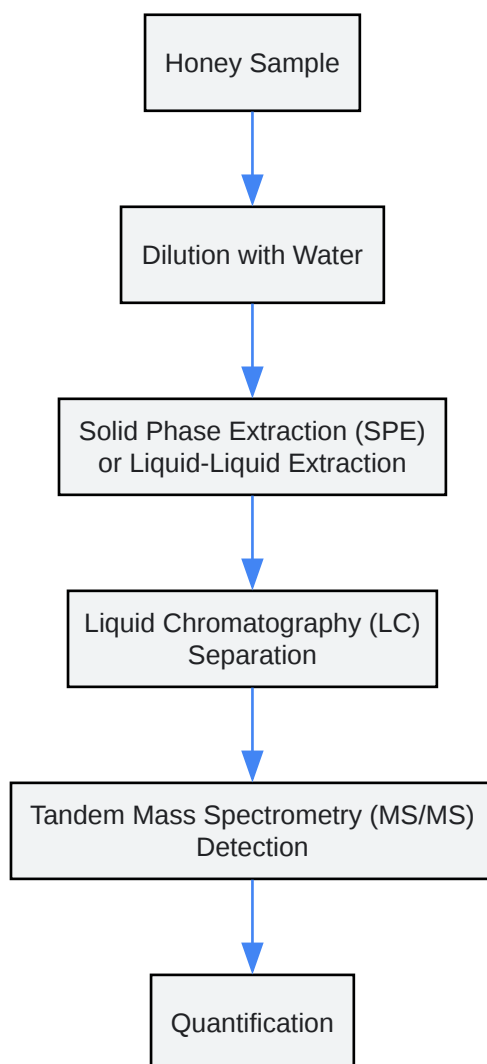 Honey Sample
Dilution with Water
Solid Phase Extraction (SPE)
or Liquid-Liquid Extraction
Liquid Chromatography (LC)
Separation
Tandem Mass Spectrometry (MS/MS)
Detection
Quantification